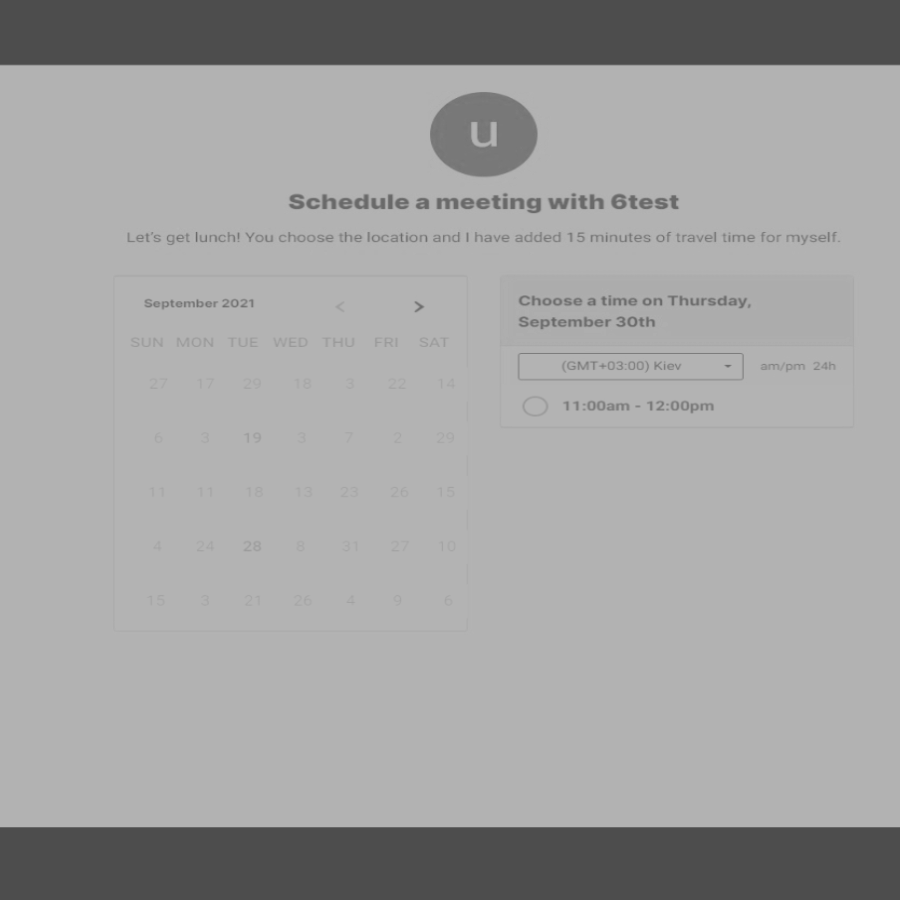 u
Schedule a meeting with 6test
Let's get lunch! You choose the location and I have added 15 minutes of travel time for myself.
September 2021 < >
SUN MON TUE WED THU FRI SAT
27 17 29 18 3 22 14
6 3 19 3 7 2 29
11 11 18 13 23 26 15
4 24 28 8 31 27 10
15 3 21 26 4 9 6
Choose a time on Thursday,
September 30th
(GMT+03:00) Kiev am/pm 24h
11:00am - 12:00pm